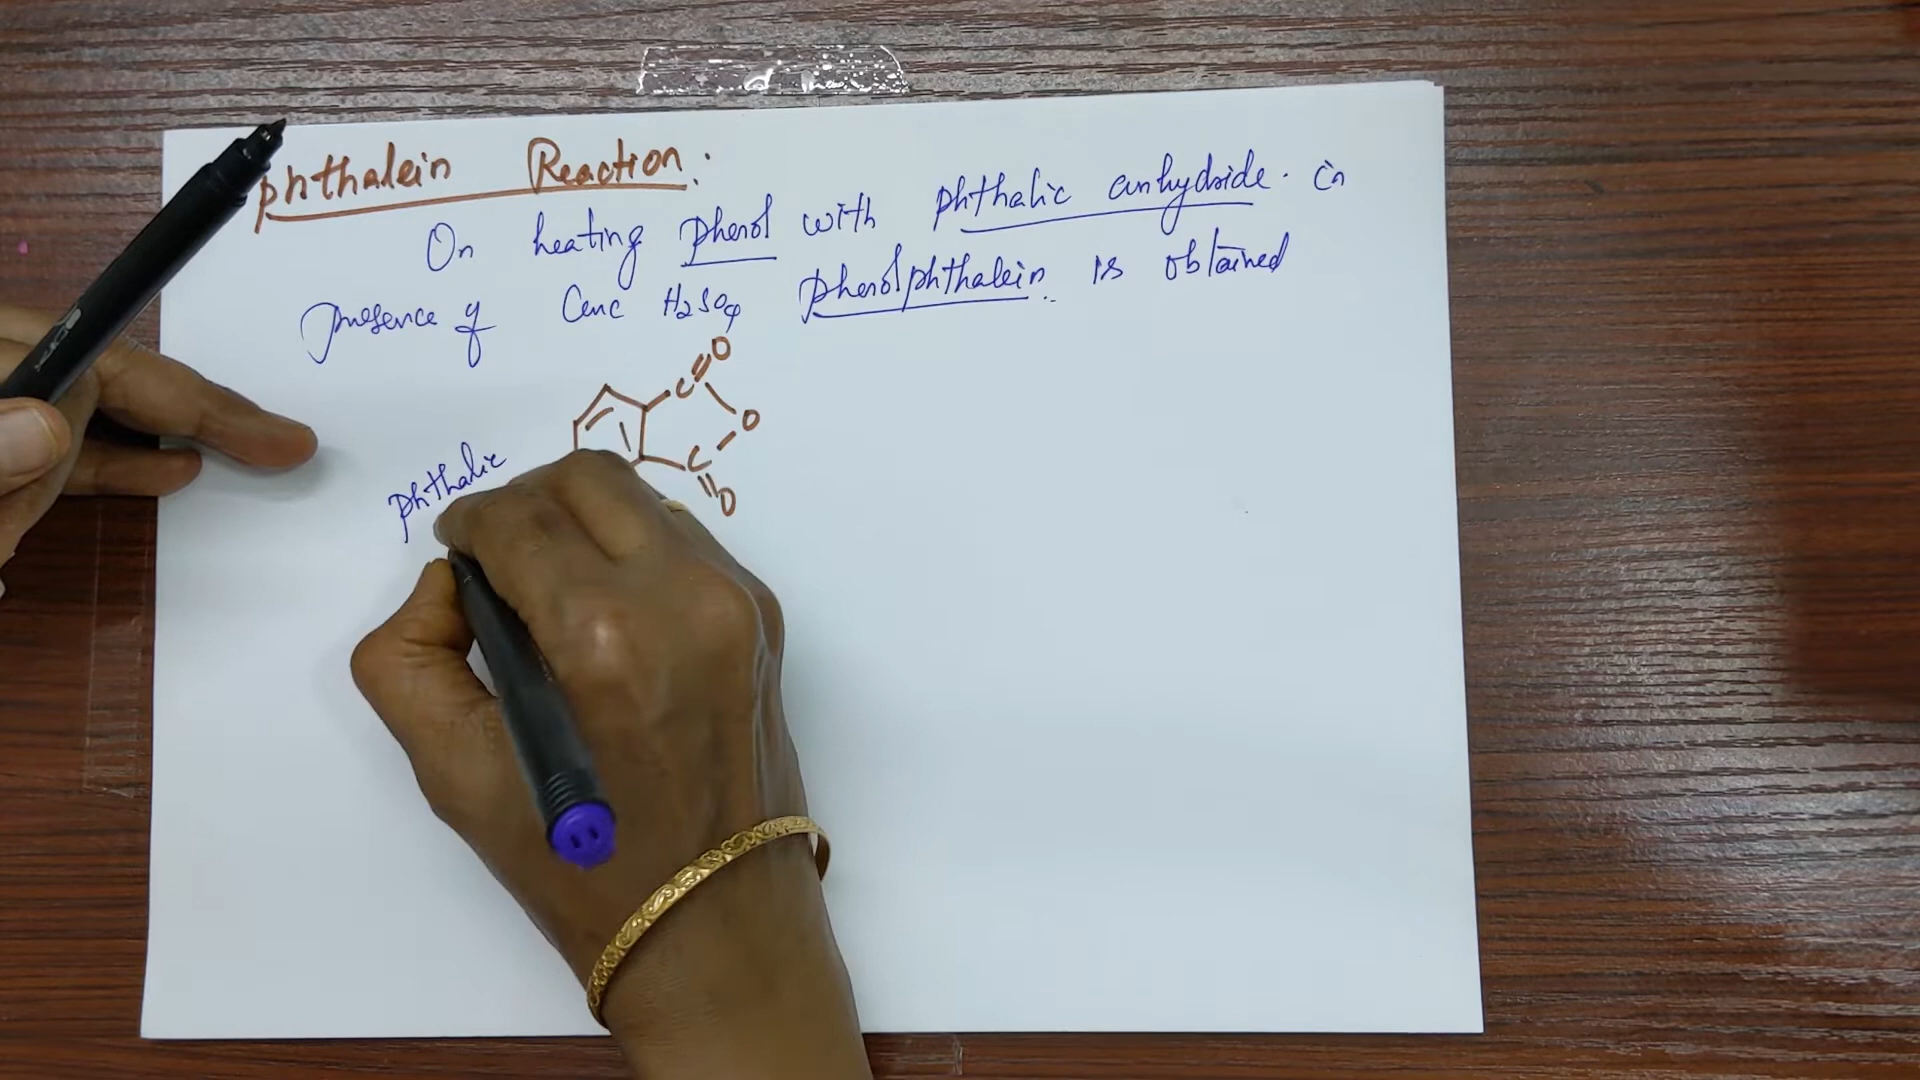 Phthalein Reaction:
On heating phenol with phthalic anhydride. in
presence of Conc H2SO4 phenolphthalein is obtained
C=O
O
C
O
phthalic